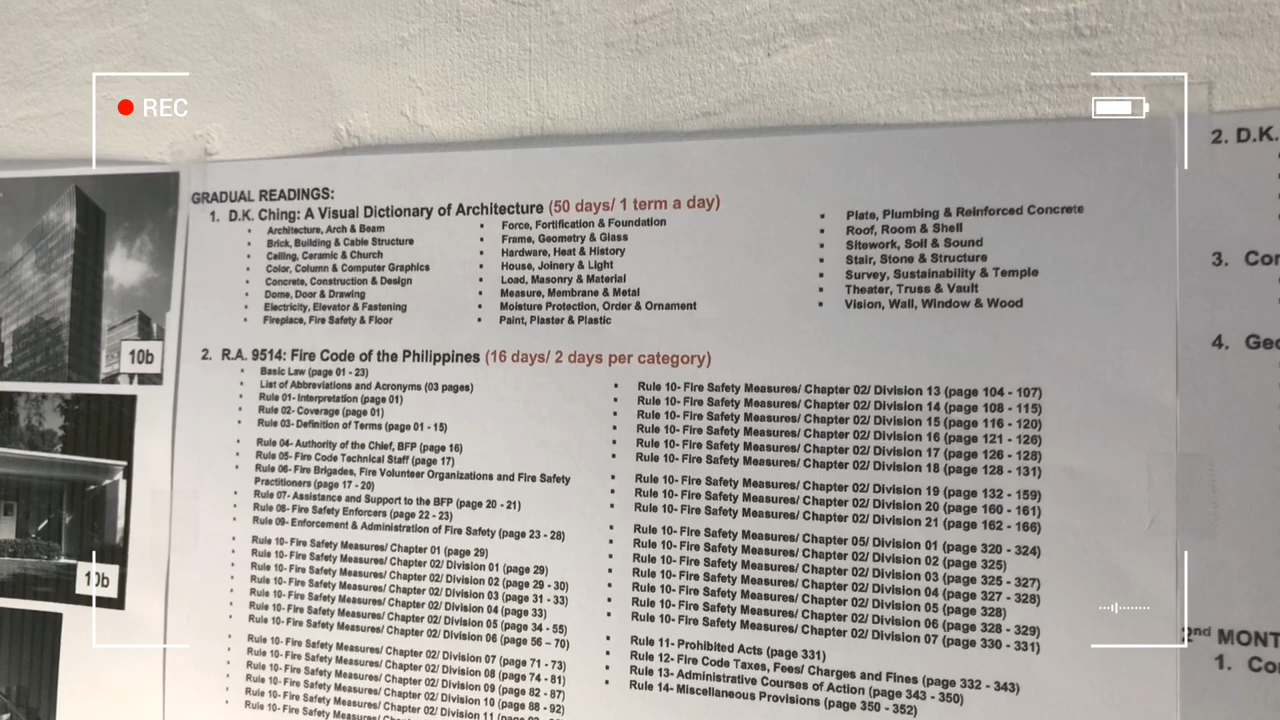 REC
GRADUAL READINGS:
1. D.K. Ching: A Visual Dictionary of Architecture (50 days/ 1 term a day)
Architecture, Arch & Beam
Brick, Building & Cable Structure
Ceiling, Ceramic & Church
Color, Column & Computer Graphics
Concrete, Construction & Design
Dome, Door & Drawing
Electricity, Elevator & Fastening
Fireplace, Fire Safety & Floor
Force, Fortification & Foundation
Frame, Geometry & Glass
Hardware, Heat & History
House, Joinery & Light
Load, Masonry & Material
Measure, Membrane & Metal
Moisture Protection, Order & Ornament
Paint, Plaster & Plastic
Plate, Plumbing & Reinforced Concrete
Roof, Room & Shell
Sitework, Soil & Sound
Stair, Stone & Structure
Survey, Sustainability & Temple
Theater, Truss & Vault
Vision, Wall, Window & Wood
2. R.A. 9514: Fire Code of the Philippines (16 days/ 2 days per category)
Basic Law (page 01 - 23)
List of Abbreviations and Acronyms (03 pages)
Rule 01- Interpretation (page 01)
Rule 02- Coverage (page 01)
Rule 03- Definition of Terms (page 01 - 15)
Rule 04- Authority of the Chief, BFP (page 16)
Rule 05- Fire Code Technical Staff (page 17)
Rule 06- Fire Brigades, Fire Volunteer Organizations and Fire Safety
Practitioners (page 17 - 20)
Rule 07- Assistance and Support to the BFP (page 20 - 21)
Rule 08- Fire Safety Enforcers (page 22 - 23)
Rule 09- Enforcement & Administration of Fire Safety (page 23 - 28)
Rule 10- Fire Safety Measures/ Chapter 01 (page 29)
Rule 10- Fire Safety Measures/ Chapter 02/ Division 01 (page 29)
Rule 10- Fire Safety Measures/ Chapter 02/ Division 02 (page 29 - 30)
Rule 10- Fire Safety Measures/ Chapter 02/ Division 03 (page 31 - 33)
Rule 10- Fire Safety Measures/ Chapter 02/ Division 04 (page 33)
Rule 10- Fire Safety Measures/ Chapter 02/ Division 05 (page 34 - 55)
Rule 10- Fire Safety Measures/ Chapter 02/ Division 06 (page 56 – 70)
Rule 10- Fire Safety Measures/ Chapter 02/ Division 07 (page 71 - 73)
Rule 10- Fire Safety Measures/ Chapter 02/ Division 08 (page 74 - 81)
Rule 10- Fire Safety Measures/ Chapter 02/ Division 09 (page 82 - 87)
Rule 10- Fire Safety Measures/ Chapter 02/ Division 10 (page 88 - 92)
Rule 10- Fire Safety Measures/ Chapter 02/ Division 11
Rule 10- Fire Safety Measures/ Chapter 02/ Division 13 (page 104 - 107)
Rule 10- Fire Safety Measures/ Chapter 02/ Division 14 (page 108 - 115)
Rule 10- Fire Safety Measures/ Chapter 02/ Division 15 (page 116 - 120)
Rule 10- Fire Safety Measures/ Chapter 02/ Division 16 (page 121 - 126)
Rule 10- Fire Safety Measures/ Chapter 02/ Division 17 (page 126 - 128)
Rule 10- Fire Safety Measures/ Chapter 02/ Division 18 (page 128 - 131)
Rule 10- Fire Safety Measures/ Chapter 02/ Division 19 (page 132 - 159)
Rule 10- Fire Safety Measures/ Chapter 02/ Division 20 (page 160 - 161)
Rule 10- Fire Safety Measures/ Chapter 02/ Division 21 (page 162 - 166)
Rule 10- Fire Safety Measures/ Chapter 05/ Division 01 (page 320 - 324)
Rule 10- Fire Safety Measures/ Chapter 02/ Division 02 (page 325)
Rule 10- Fire Safety Measures/ Chapter 02/ Division 03 (page 325 - 327)
Rule 10- Fire Safety Measures/ Chapter 02/ Division 04 (page 327 - 328)
Rule 10- Fire Safety Measures/ Chapter 02/ Division 05 (page 328)
Rule 10- Fire Safety Measures/ Chapter 02/ Division 06 (page 328 - 329)
Rule 10- Fire Safety Measures/ Chapter 02/ Division 07 (page 330 - 331)
Rule 11- Prohibited Acts (page 331)
Rule 12- Fire Code Taxes, Fees/ Charges and Fines (page 332 - 343)
Rule 13- Administrative Courses of Action (page 343 - 350)
Rule 14- Miscellaneous Provisions (page 350 - 352)
10b
10b
2. D.K.
3.
4.
2nd
1.